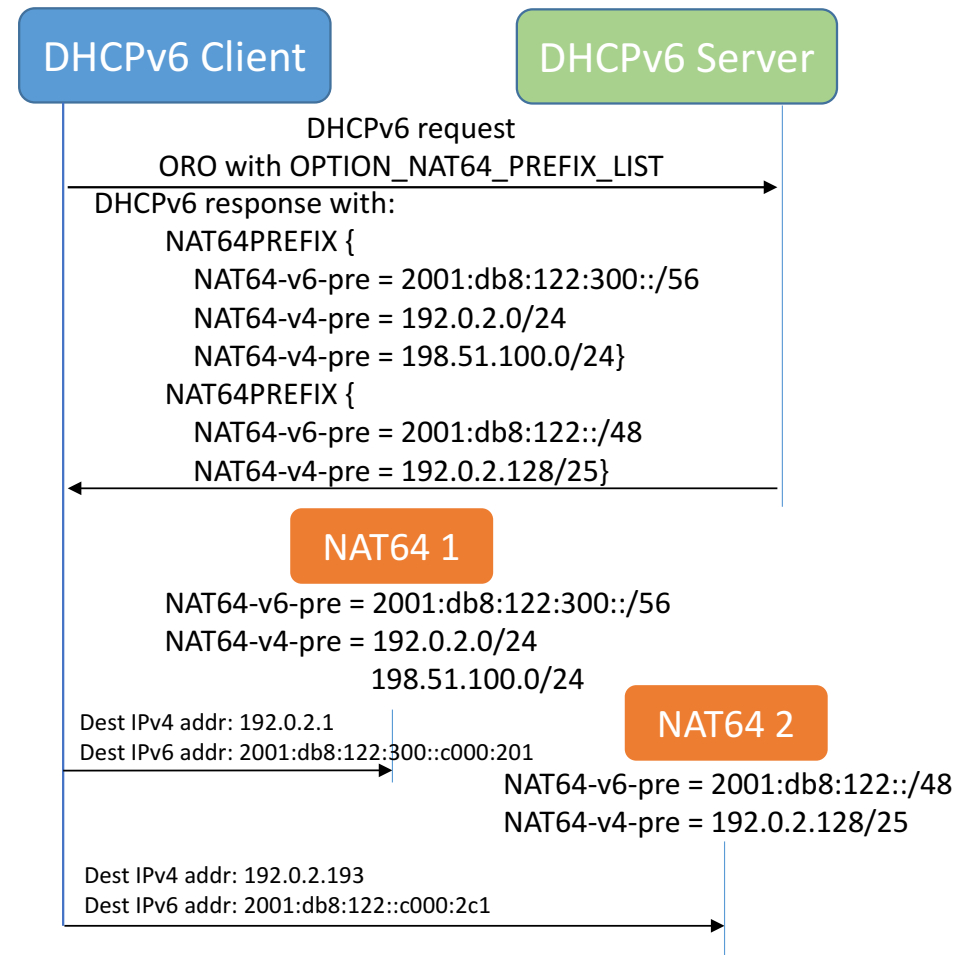 DHCPv6 Client
DHCPv6 Server
DHCPv6 request
ORO with OPTION_NAT64_PREFIX_LIST
DHCPv6 response with:
NAT64PREFIX {
NAT64-v6-pre = 2001:db8:122:300::/56
NAT64-v4-pre = 192.0.2.0/24
NAT64-v4-pre = 198.51.100.0/24}
NAT64PREFIX {
NAT64-v6-pre = 2001:db8:122::/48
NAT64-v4-pre = 192.0.2.128/25}
NAT64 1
NAT64-v6-pre = 2001:db8:122:300::/56
NAT64-v4-pre = 192.0.2.0/24
198.51.100.0/24
Dest IPv4 addr: 192.0.2.1
Dest IPv6 addr: 2001:db8:122:300::c000:201
NAT64 2
NAT64-v6-pre = 2001:db8:122::/48
NAT64-v4-pre = 192.0.2.128/25
Dest IPv4 addr: 192.0.2.193
Dest IPv6 addr: 2001:db8:122::c000:2c1